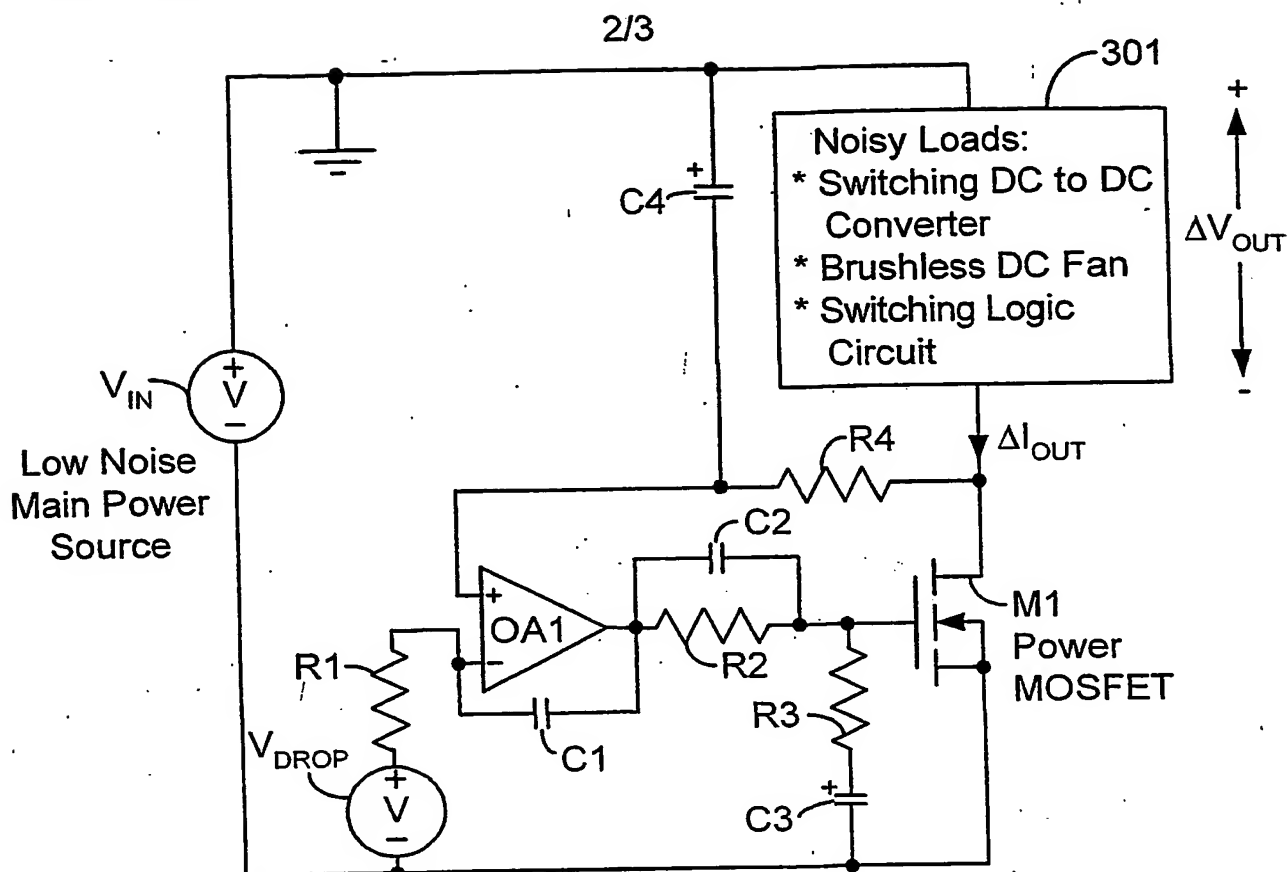 2/3
301
+
Noisy Loads:
* Switching DC to DC
Converter
* Brushless DC Fan
* Switching Logic
Circuit
ΔV_OUT
-
+
C4
V_IN
+
V
-
Low Noise
Main Power
Source
R4
ΔI_OUT
C2
+
OA1
-
R2
M1
Power
MOSFET
R1
C1
R3
V_DROP
+
V
-
+
C3